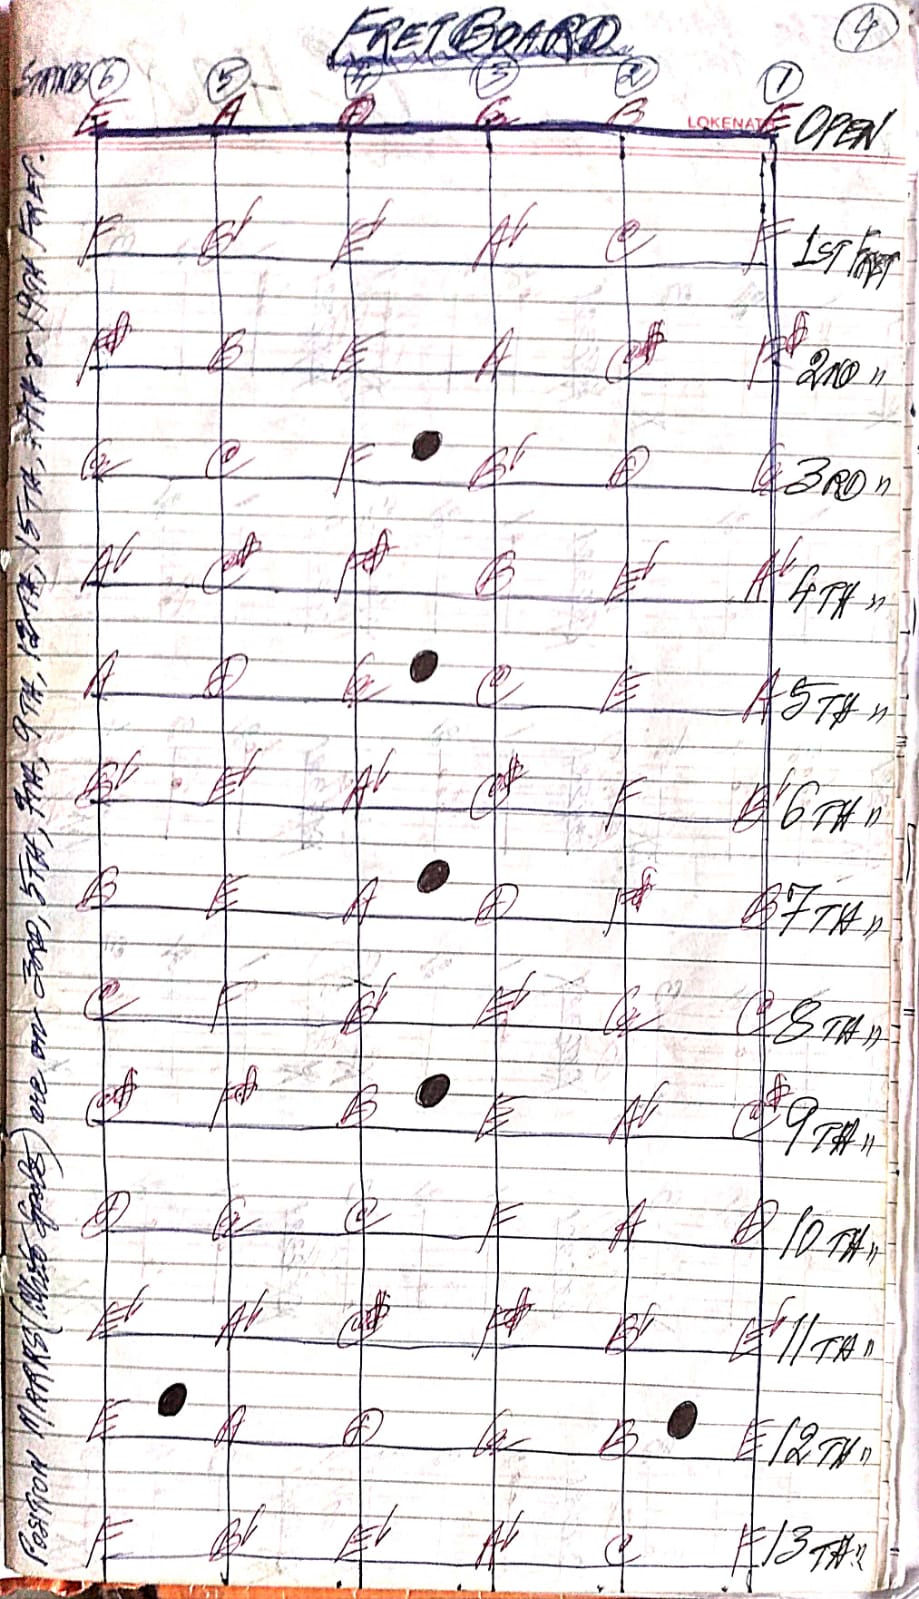 4
FRETBOARD
STRING 6 5 4 3 2 1
LOKENATH
E A D G B E OPEN
F B♭ E♭ A♭ C F 1ST FRET
F# B E A C# F# 2ND "
G C F B♭ D G 3RD "
A♭ C# F# B E♭ A♭ 4TH "
A D G C E A 5TH "
B♭ E♭ A♭ C# F B♭ 6TH "
B E A D F# B 7TH "
C F B♭ E♭ G C 8TH "
C# F# B E A♭ C# 9TH "
D G C F A D 10TH "
E♭ A♭ C# F# B♭ E♭ 11TH "
E A D G B E 12TH "
F B♭ E♭ A♭ C F 13TH "
POSITION MARKS (White Spots) are on 3RD, 5TH, 7TH, 9TH, 12TH, 15TH, 17TH & 19TH FRET.